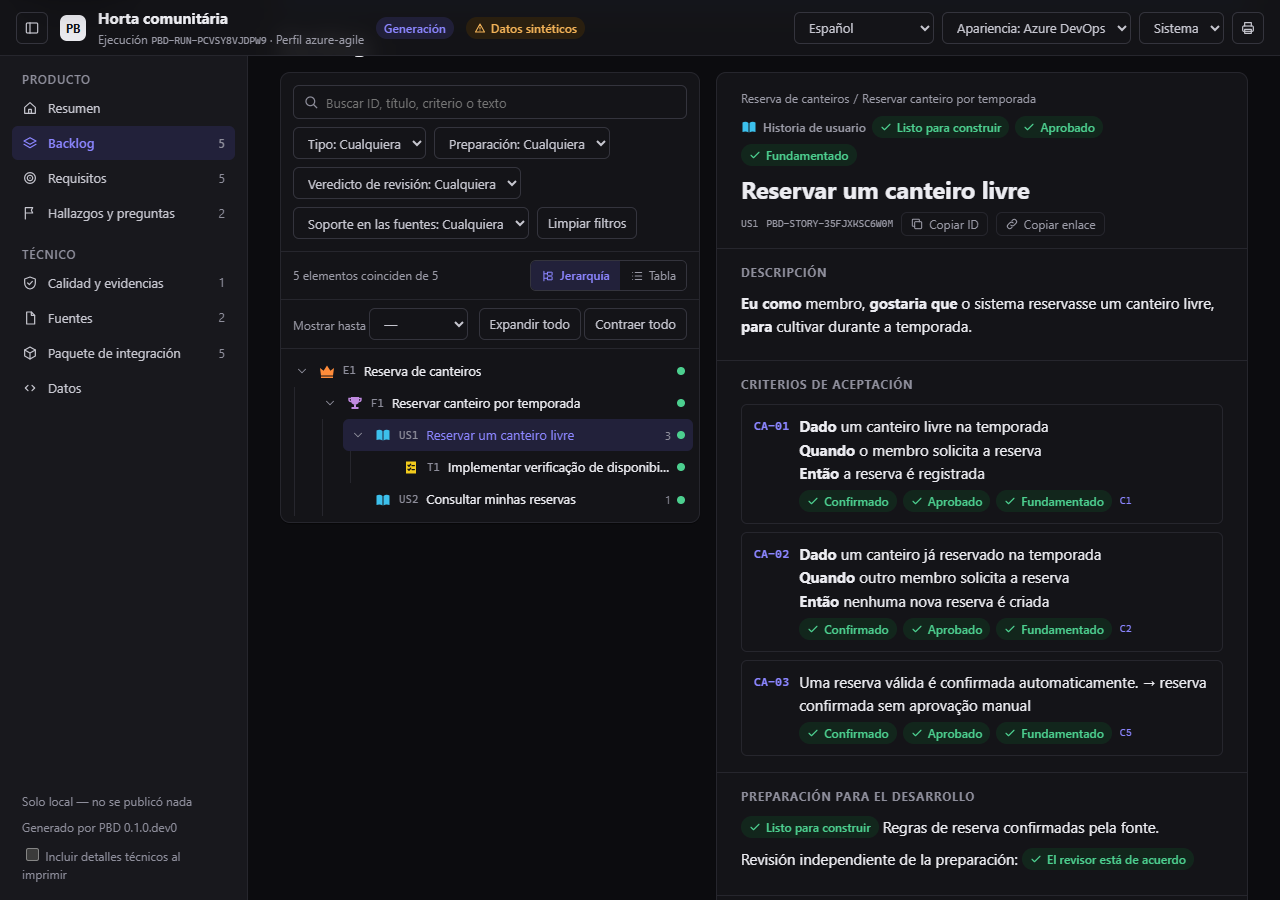 PB
Horta comunitária
Ejecución PBD-RUN-PCVSY8VJDPW9 · Perfil azure-agile
Generación
Datos sintéticos
Español
Apariencia: Azure DevOps
Sistema
PRODUCTO
Resumen
Backlog 5
Requisitos 5
Hallazgos y preguntas 2
TÉCNICO
Calidad y evidencias 1
Fuentes 2
Paquete de integración 5
Datos
Solo local — no se publicó nada
Generado por PBD 0.1.0.dev0
Incluir detalles técnicos al
imprimir
Buscar ID, título, criterio o texto
Tipo: Cualquiera
Preparación: Cualquiera
Veredicto de revisión: Cualquiera
Soporte en las fuentes: Cualquiera
Limpiar filtros
5 elementos coinciden de 5
Jerarquía
Tabla
Mostrar hasta
—
Expandir todo
Contraer todo
E1 Reserva de canteiros
F1 Reservar canteiro por temporada
US1 Reservar um canteiro livre 3
T1 Implementar verificação de disponibi...
US2 Consultar minhas reservas 1
Reserva de canteiros / Reservar canteiro por temporada
Historia de usuario
Listo para construir
Aprobado
Fundamentado
Reservar um canteiro livre
US1 PBD-STORY-35FJXKSC6W0M
Copiar ID
Copiar enlace
DESCRIPCIÓN
Eu como membro, gostaria que o sistema reservasse um canteiro livre,
para cultivar durante a temporada.
CRITERIOS DE ACEPTACIÓN
CA-01 Dado um canteiro livre na temporada
Quando o membro solicita a reserva
Então a reserva é registrada
Confirmado Aprobado Fundamentado C1
CA-02 Dado um canteiro já reservado na temporada
Quando outro membro solicita a reserva
Então nenhuma nova reserva é criada
Confirmado Aprobado Fundamentado C2
CA-03 Uma reserva válida é confirmada automaticamente. → reserva
confirmada sem aprovação manual
Confirmado Aprobado Fundamentado C5
PREPARACIÓN PARA EL DESARROLLO
Listo para construir Regras de reserva confirmadas pela fonte.
Revisión independiente de la preparación: El revisor está de acuerdo